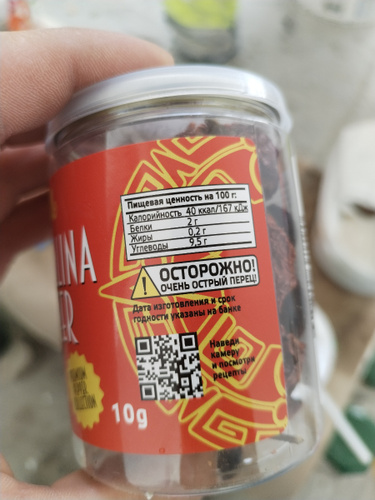 Пищевая ценность на 100 г:
Калорийность 40 ккал/167 кДж
Белки 2 г
Жиры 0,2 г
Углеводы 9,5 г
LINA
ER
ОСТОРОЖНО!
ОЧЕНЬ ОСТРЫЙ ПЕРЕЦ!
Дата изготовления и срок
годности указаны на банке
Наведи
камеру
и посмотри
рецепты
10g